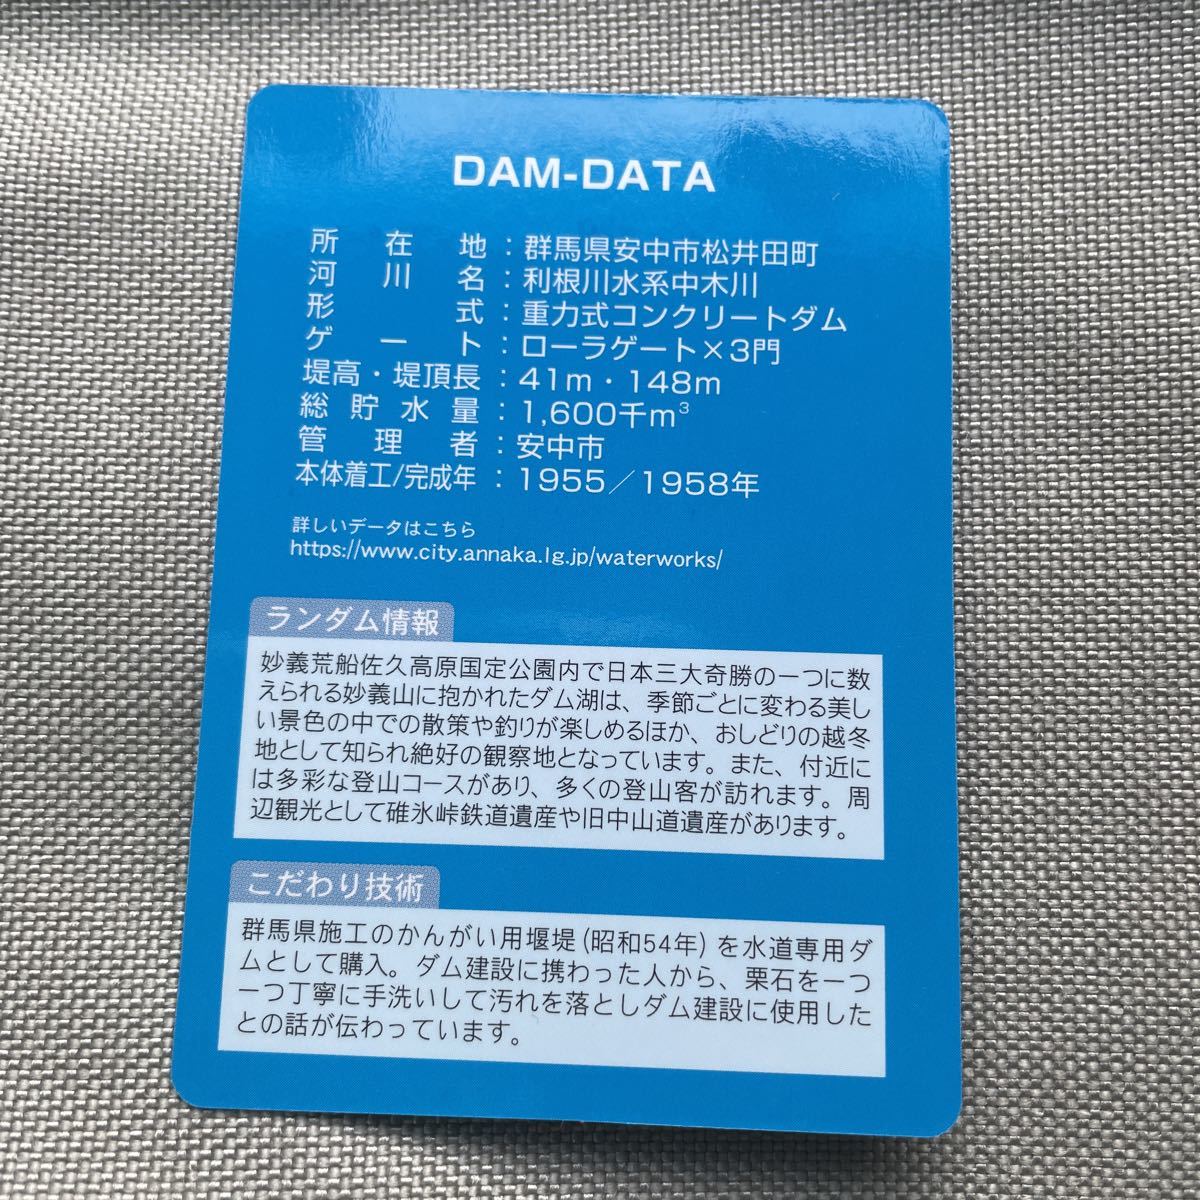 DAM-DATA
所在地：群馬県安中市松井田町
河川名：利根川水系中木川
形式：重力式コンクリートダム
ゲート：ローラゲート×3門
堤高・堤頂長：41m・148m
総貯水量：1,600千m³
管理者：安中市
本体着工/完成年：1955／1958年
詳しいデータはこちら
https://www.city.annaka.lg.jp/waterworks/
ランダム情報
妙義荒船佐久高原国定公園内で日本三大奇勝の一つに数
えられる妙義山に抱かれたダム湖は、季節ごとに変わる美し
い景色の中での散策や釣りが楽しめるほか、おしどりの越冬
地として知られ絶好の観察地となっています。また、付近に
は多彩な登山コースがあり、多くの登山客が訪れます。周
辺観光として碓氷峠鉄道遺産や旧中山道遺産があります。
こだわり技術
群馬県施工のかんがい用堰堤(昭和54年)を水道専用ダ
ムとして購入。ダム建設に携わった人から、栗石を一つ
一つ丁寧に手洗いして汚れを落としダム建設に使用した
との話が伝わっています。